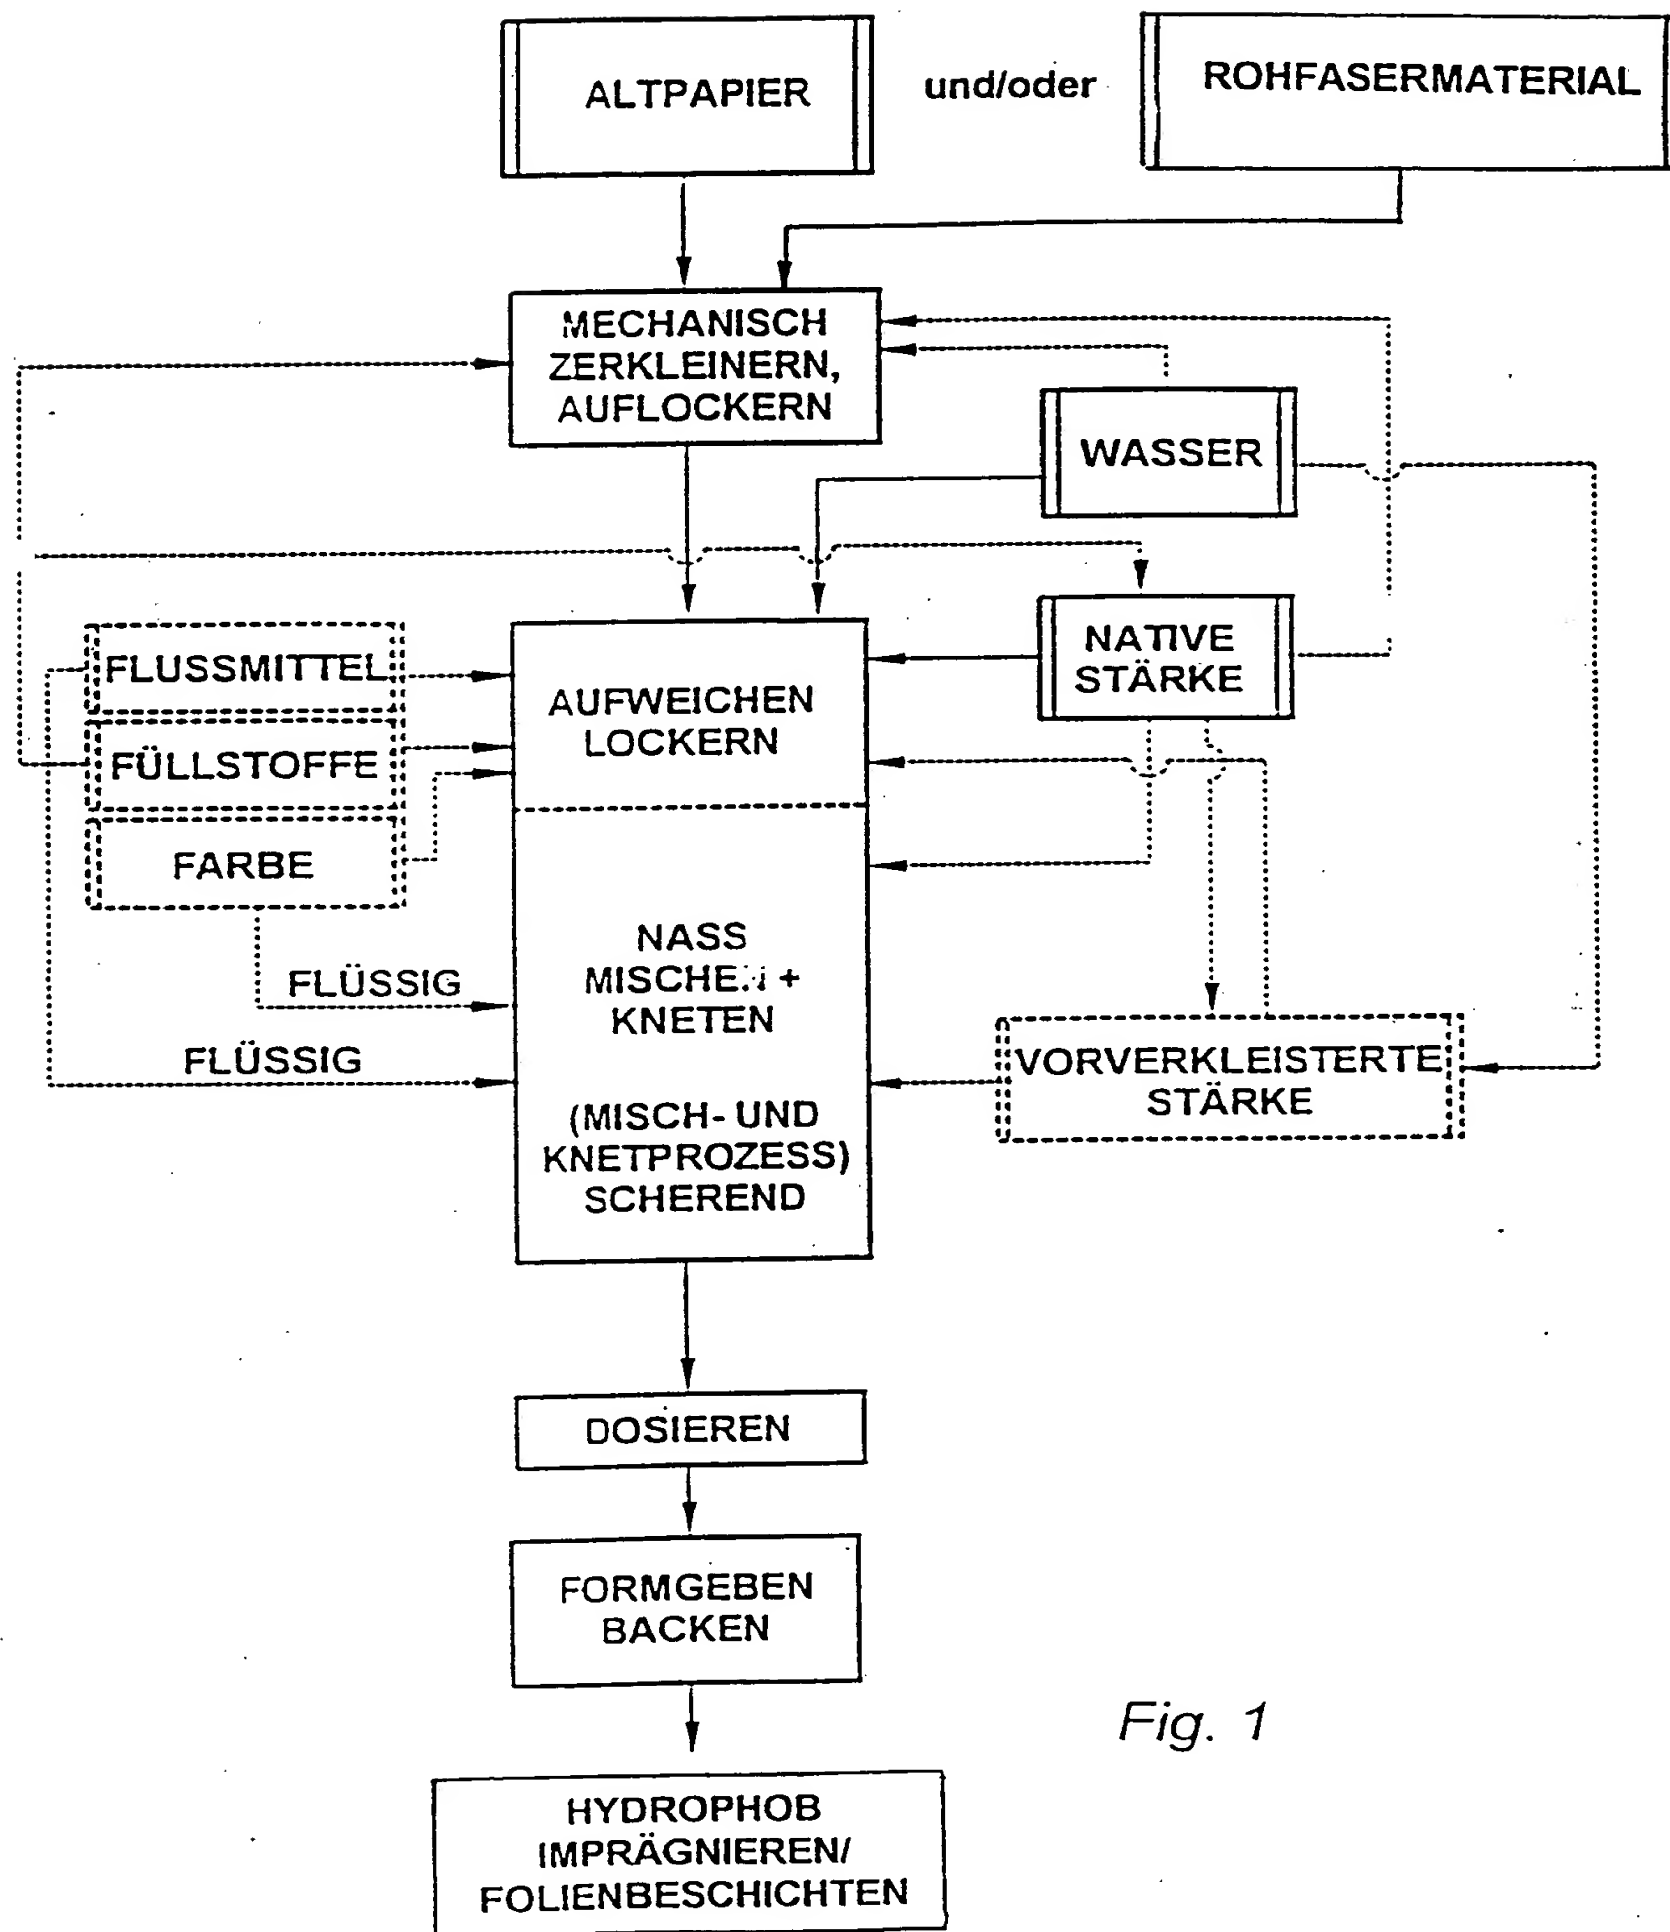 ALTPAPIER
und/oder
ROHFASERMATERIAL
MECHANISCH
ZERKLEINERN,
AUFLOCKERN
WASSER
NATIVE
STÄRKE
FLUSSMITTEL
FÜLLSTOFFE
FARBE
AUFWEICHEN
LOCKERN
NASS
MISCHEN +
KNETEN
(MISCH- UND
KNETPROZESS)
SCHEREND
FLÜSSIG
FLÜSSIG
VORVERKLEISTERTE
STÄRKE
DOSIEREN
FORMGEBEN
BACKEN
HYDROPHOB
IMPRÄGNIEREN/
FOLIENBESCHICHTEN
Fig. 1